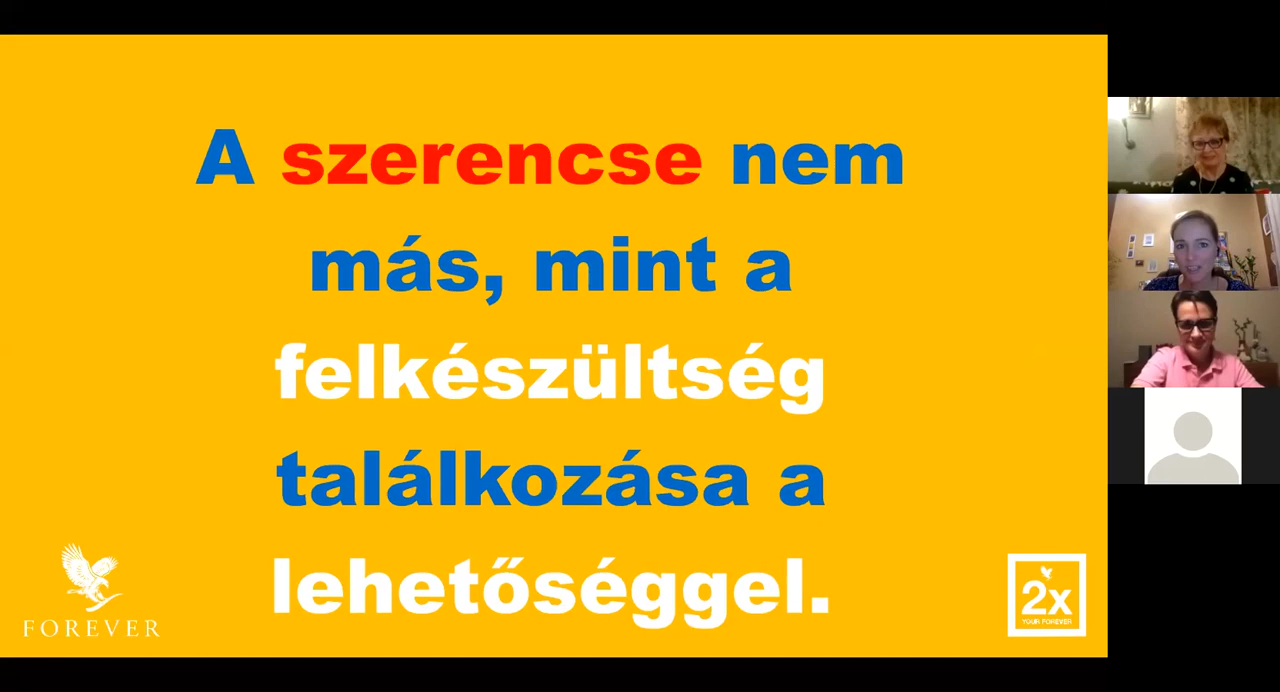 A szerencse nem
más, mint a
felkészültség
találkozása a
lehetőséggel.
FOREVER
2x
YOUR FOREVER